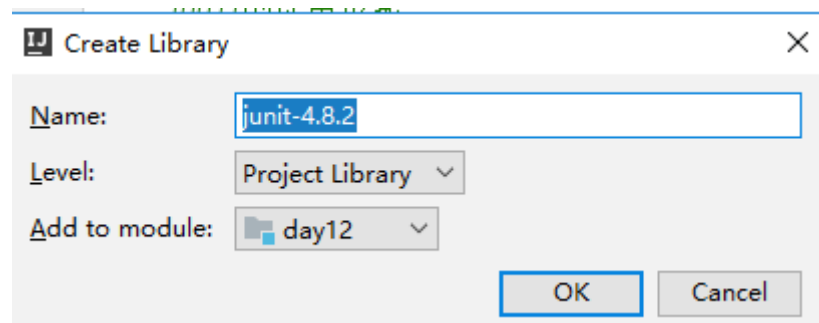 Create Library
Name: junit-4.8.2
Level: Project Library
Add to module: day12
OK Cancel